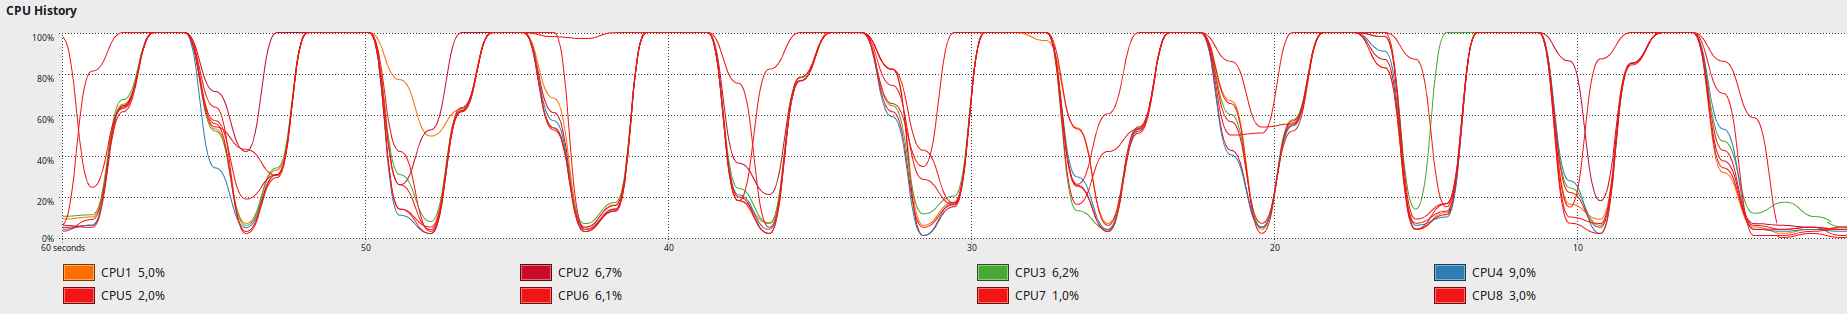 CPU History
100%
80%
60%
40%
20%
0%
60 seconds 50 40 30 20 10
CPU1 5,0% CPU2 6,7% CPU3 6,2% CPU4 9,0%
CPU5 2,0% CPU6 6,1% CPU7 1,0% CPU8 3,0%